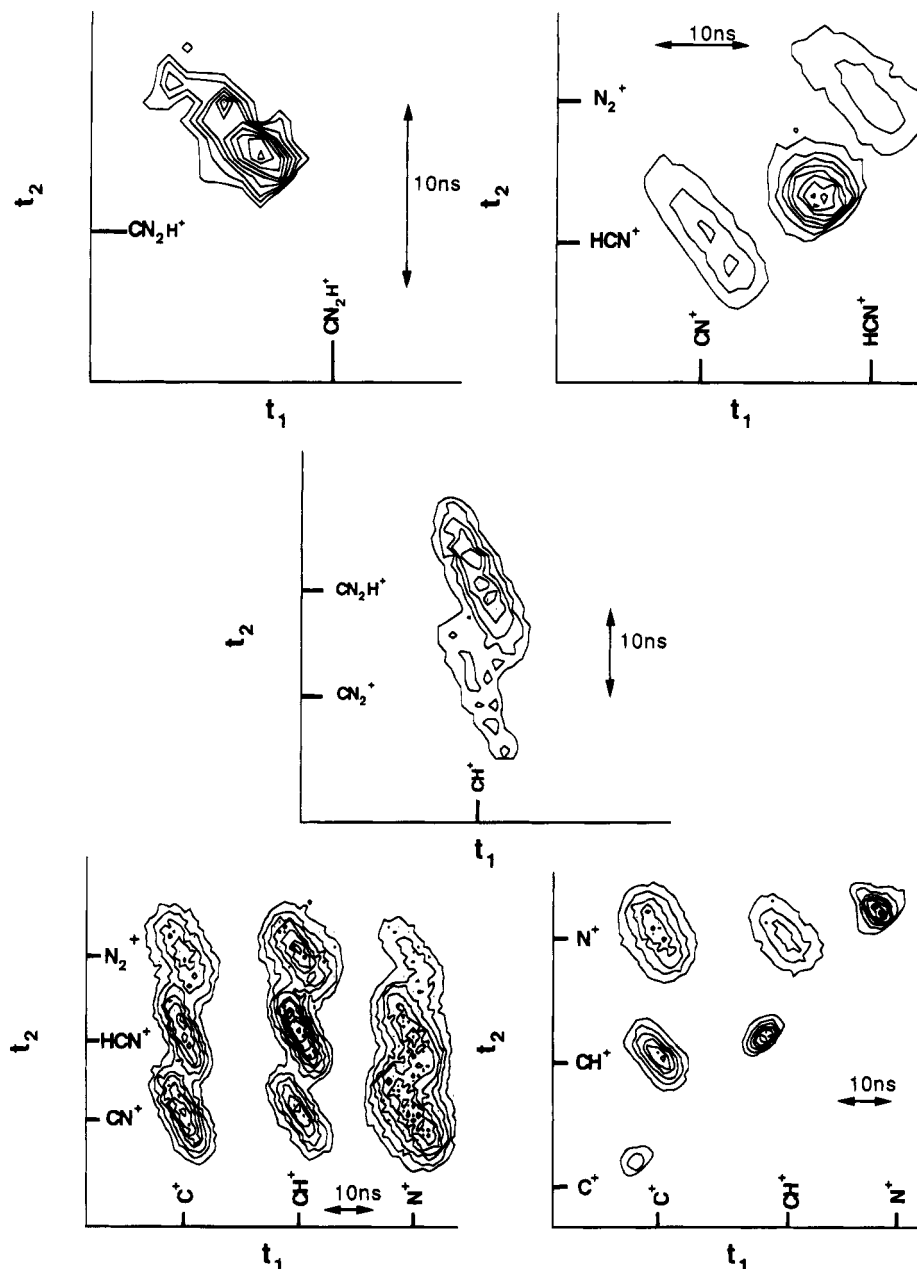 t₂
CN₂H⁺
10ns
CN₂H⁺
t₁
10ns
t₂
N₂⁺
HCN⁺
CN⁺
HCN⁺
t₁
t₂
CN₂H⁺
CN₂⁺
10ns
CH⁺
t₁
t₂
N₂⁺
HCN⁺
CN⁺
C⁺
CH⁺
10ns
N⁺
t₁
t₂
N⁺
CH⁺
C⁺
10ns
C⁺
CH⁺
N⁺
t₁